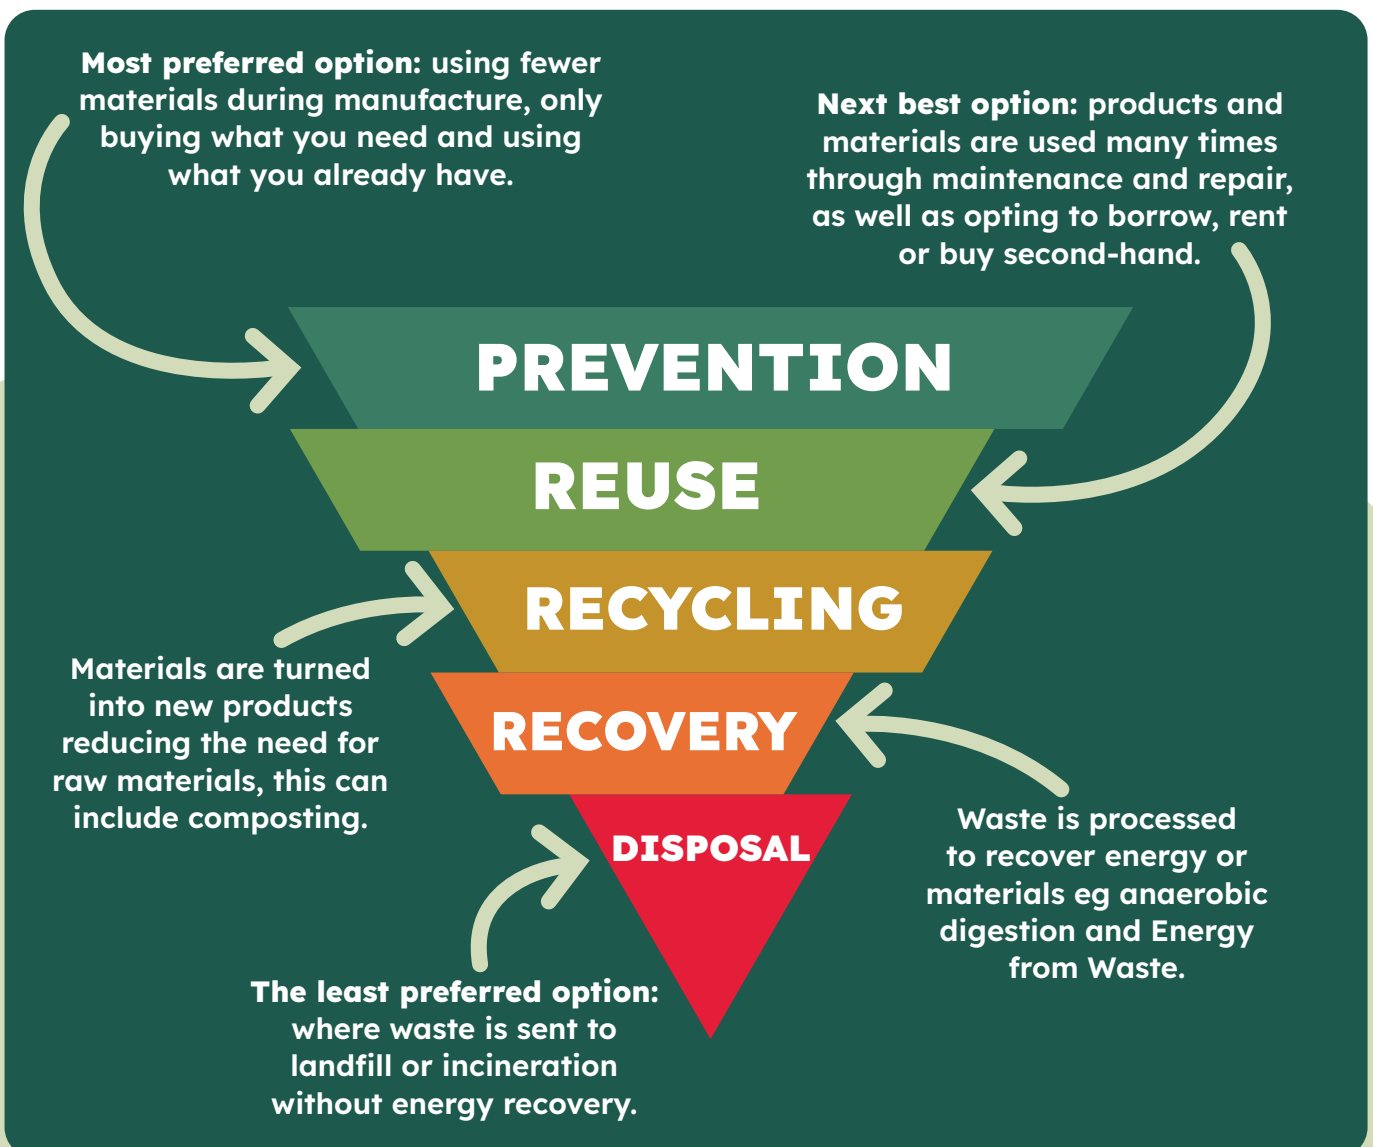 Most preferred option: using fewer
materials during manufacture, only
buying what you need and using
what you already have.
Next best option: products and
materials are used many times
through maintenance and repair,
as well as opting to borrow, rent
or buy second-hand.
PREVENTION
REUSE
RECYCLING
Materials are turned
into new products
reducing the need for
raw materials, this can
include composting.
RECOVERY
Waste is processed
to recover energy or
materials eg anaerobic
digestion and Energy
from Waste.
DISPOSAL
The least preferred option:
where waste is sent to
landfill or incineration
without energy recovery.